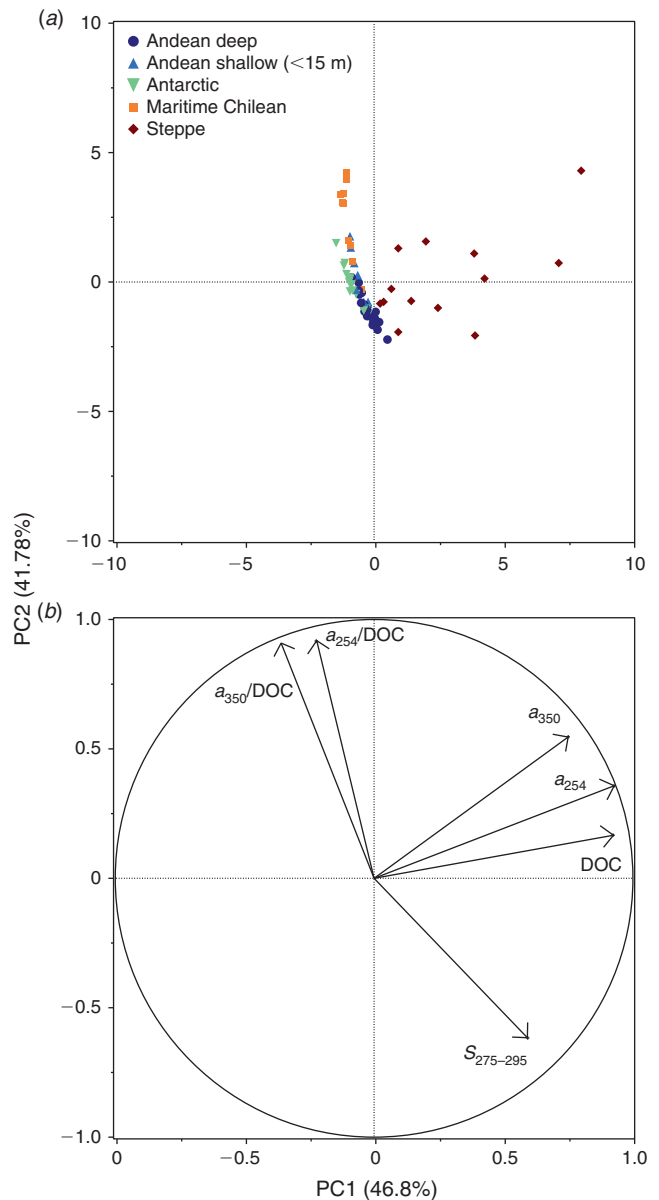 (a)
10
Andean deep
Andean shallow (<15 m)
Antarctic
Maritime Chilean
Steppe
5
0
−5
−10
−10 −5 0 5 10
PC2 (41.78%)
(b)
1.0
a254/DOC
a350/DOC
a350
0.5
a254
DOC
0
S275–295
−0.5
−1.0
0 −0.5 0 0.5 1.0
PC1 (46.8%)